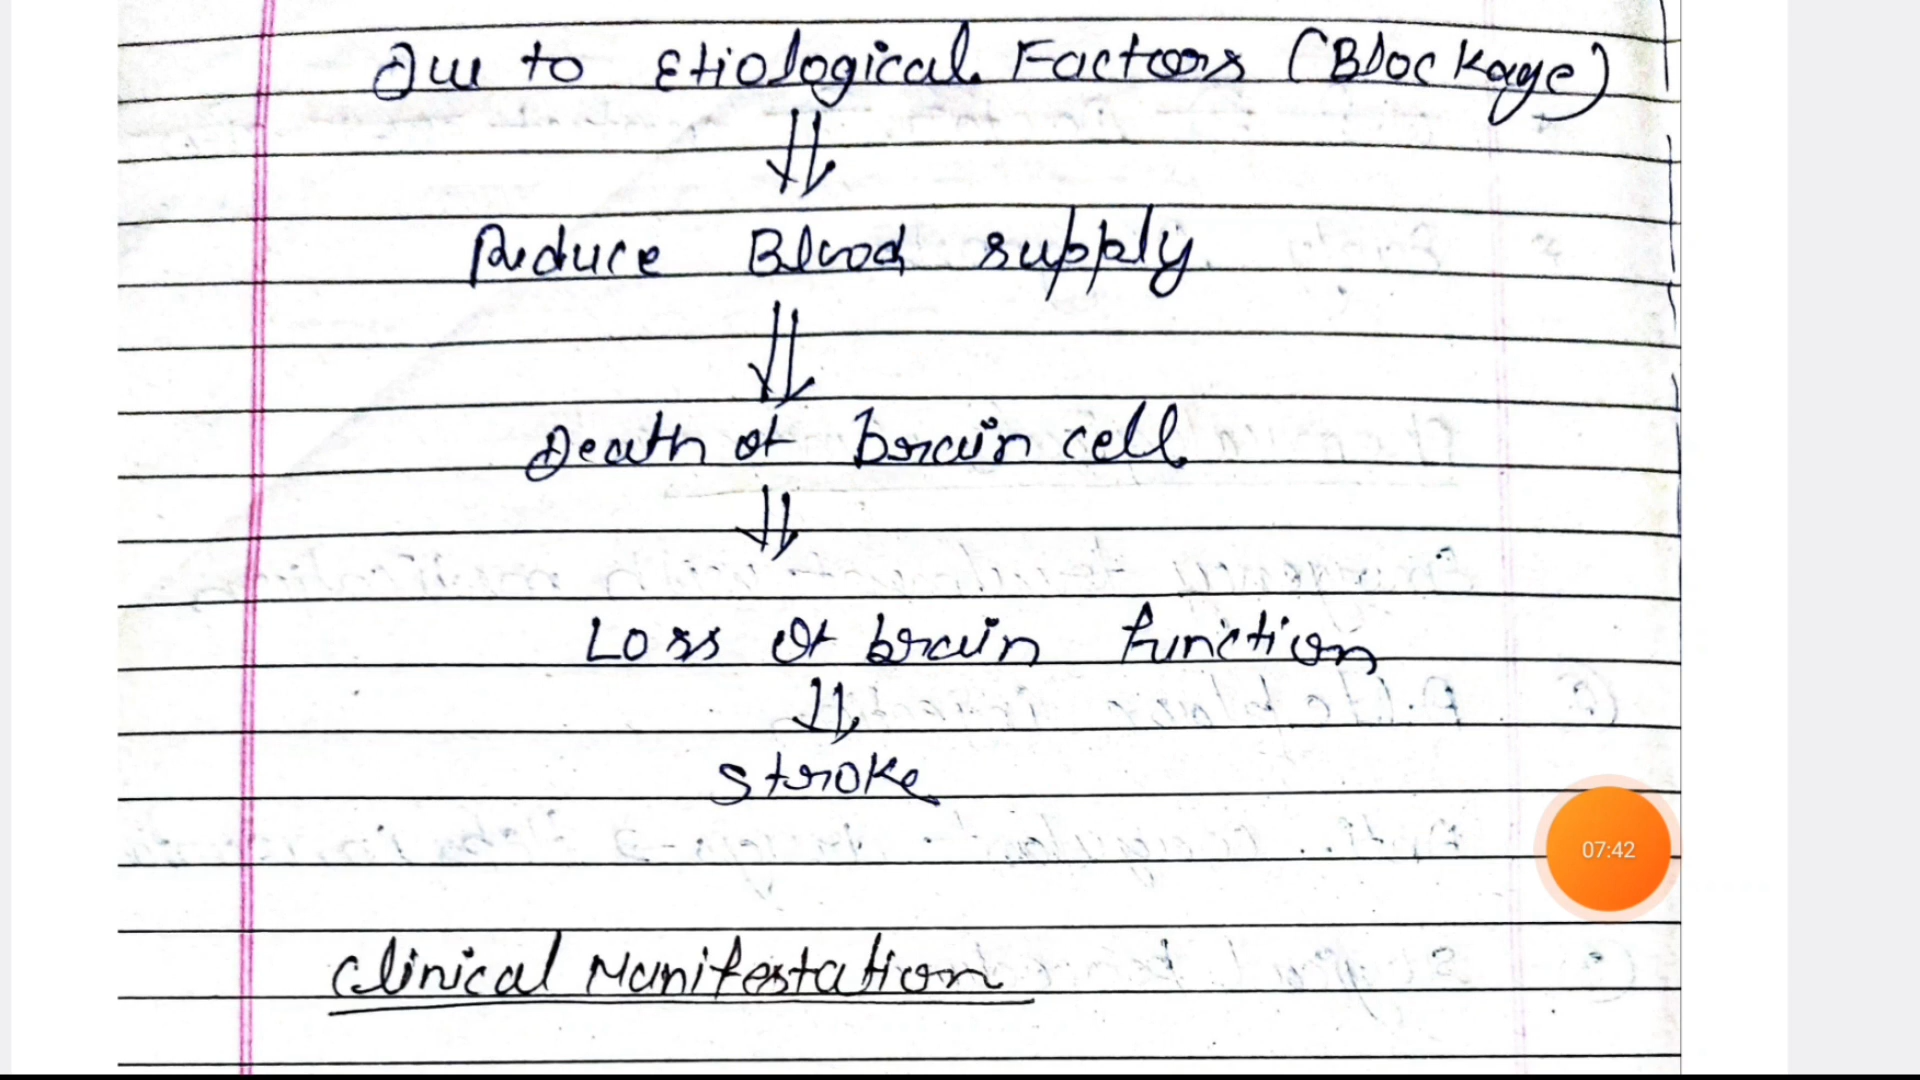 Due to Etiological Factors (Blockage)
Reduce Blood supply
Death of brain cell
Loss of brain function
Stroke
07:42
Clinical Manifestation